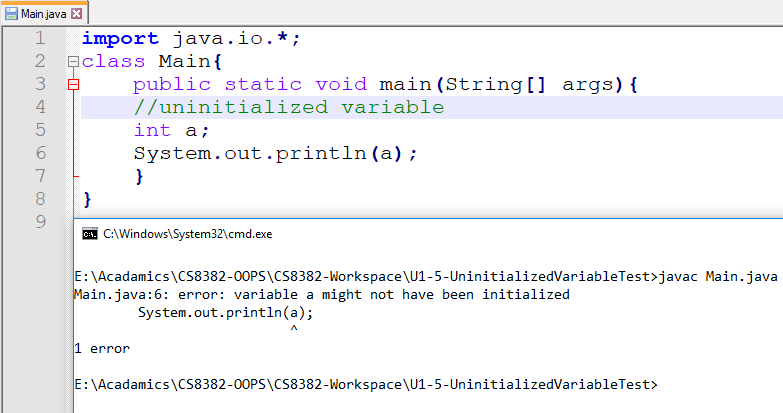 Main.java
1 import java.io.*;
2 class Main{
3 public static void main(String[] args){
4 //uninitialized variable
5 int a;
6 System.out.println(a);
7 }
8 }
9
C:\Windows\System32\cmd.exe
E:\Acadamics\CS8382-OOPS\CS8382-Workspace\U1-5-UninitializedVariableTest>javac Main.java
Main.java:6: error: variable a might not have been initialized
System.out.println(a);
^
1 error
E:\Acadamics\CS8382-OOPS\CS8382-Workspace\U1-5-UninitializedVariableTest>